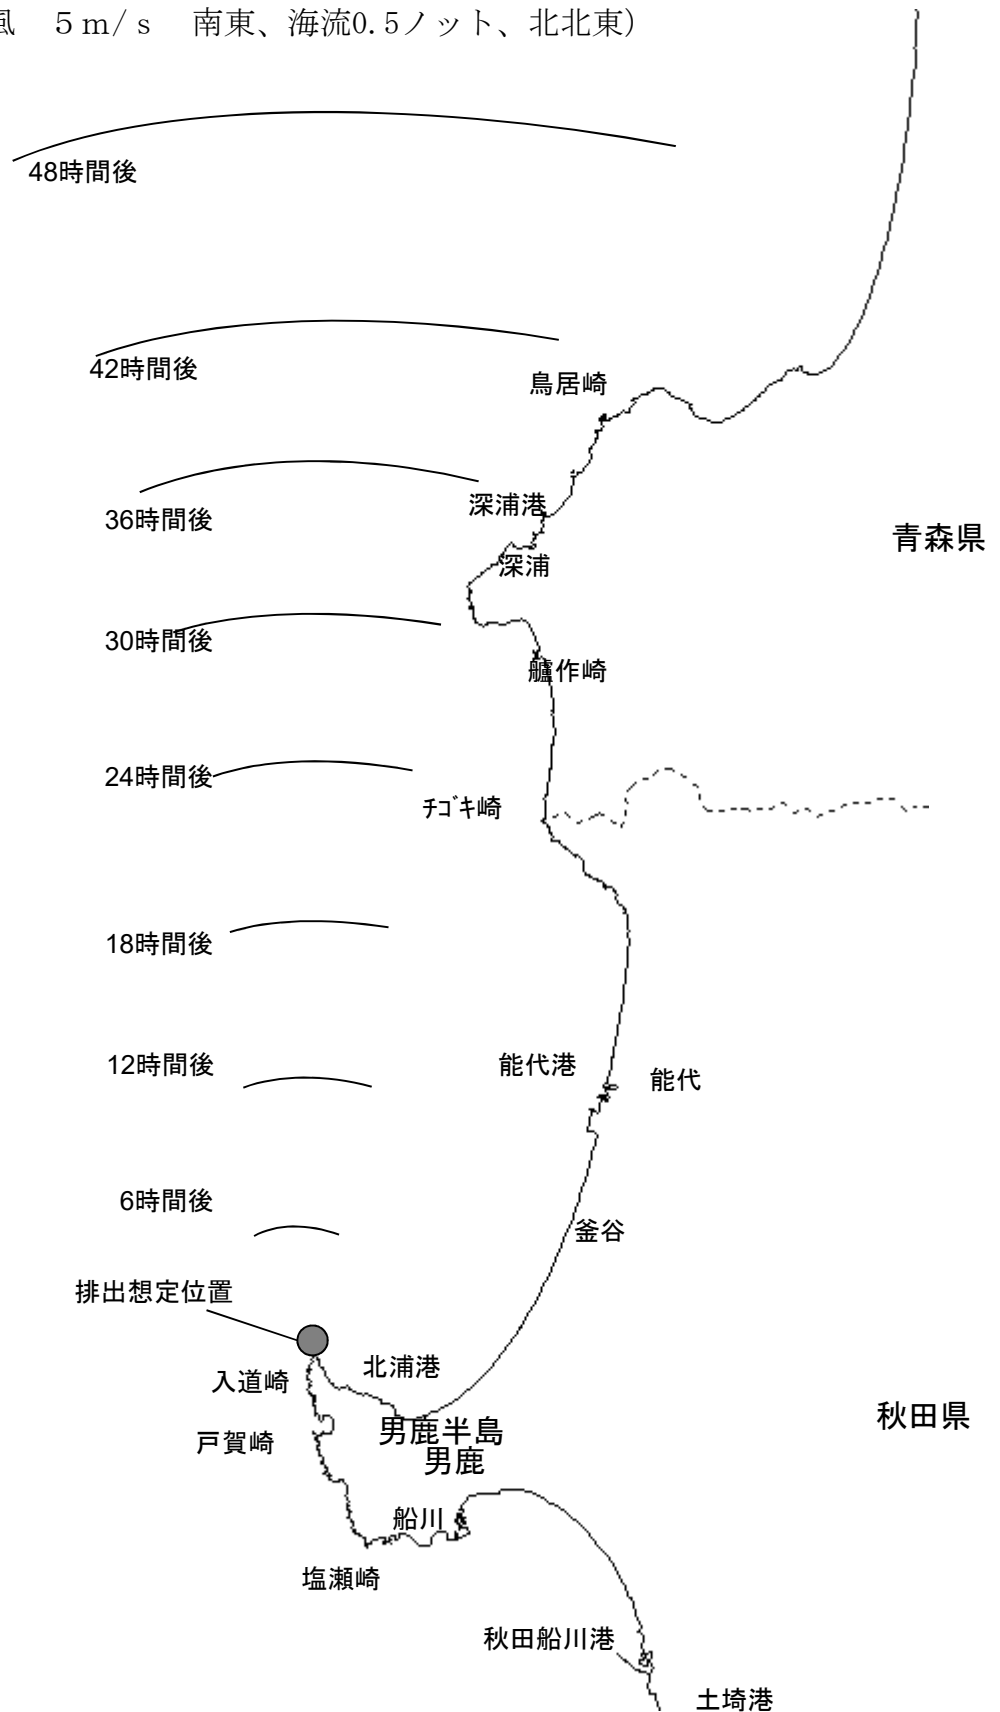 風　５ｍ/ｓ　南東、海流0.5ノット、北北東）
48時間後
42時間後
鳥居崎
36時間後
深浦港
青森県
深浦
30時間後
艫作崎
24時間後
ﾁｺﾞｷ崎
18時間後
12時間後
能代港
能代
6時間後
釜谷
排出想定位置
北浦港
入道崎
秋田県
戸賀崎
男鹿半島
男鹿
船川
塩瀬崎
秋田船川港
土埼港